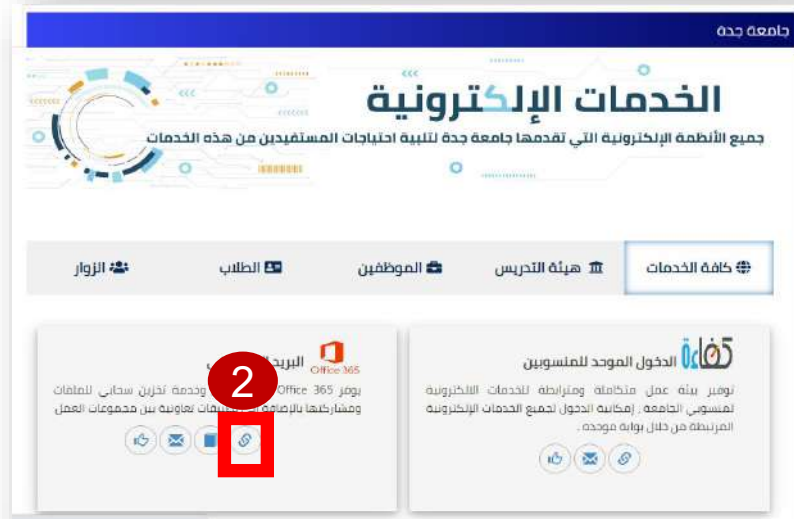 جامعة جدة
الخدمات الإلكترونية
جميع الأنظمة الإلكترونية التي تقدمها جامعة جدة لتلبية احتياجات المستفيدين من هذه الخدمات
كافة الخدمات
هيئة التدريس
الموظفين
الطلاب
الزوار
كفاءة
الدخول الموحد للمنسوبين
توفير بيئة عمل متكاملة ومترابطة للخدمات الالكترونية
لمنسوبي الجامعة , إمكانية الدخول لجميع الخدمات الإلكترونية
المرتبطة من خلال بوابة موحدة .
Office 365
البريد
2
يوفر Office 365 وخدمة تخزين سحابي للملفات
ومشاركتها بالإضافة تعاونية بين مجموعات العمل